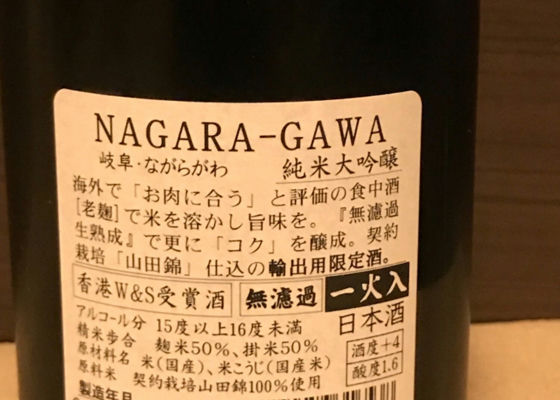 NAGARA-GAWA
岐阜・ながらがわ 純米大吟醸
海外で「お肉に合う」と評価の食中酒
[老麹]で米を溶かし旨味を。『無濾過
生熟成』で更に「コク」を醸成。契約
栽培「山田錦」仕込の輸出用限定酒。
香港W&S受賞酒 無濾過 一火入
アルコール分 15度以上16度未満 日本酒
精米歩合 麹米50%、掛米50% 酒度+4
原材料名 米(国産)、米こうじ(国産米) 酸度1.6
原料米 契約栽培山田錦100%使用
製造年月